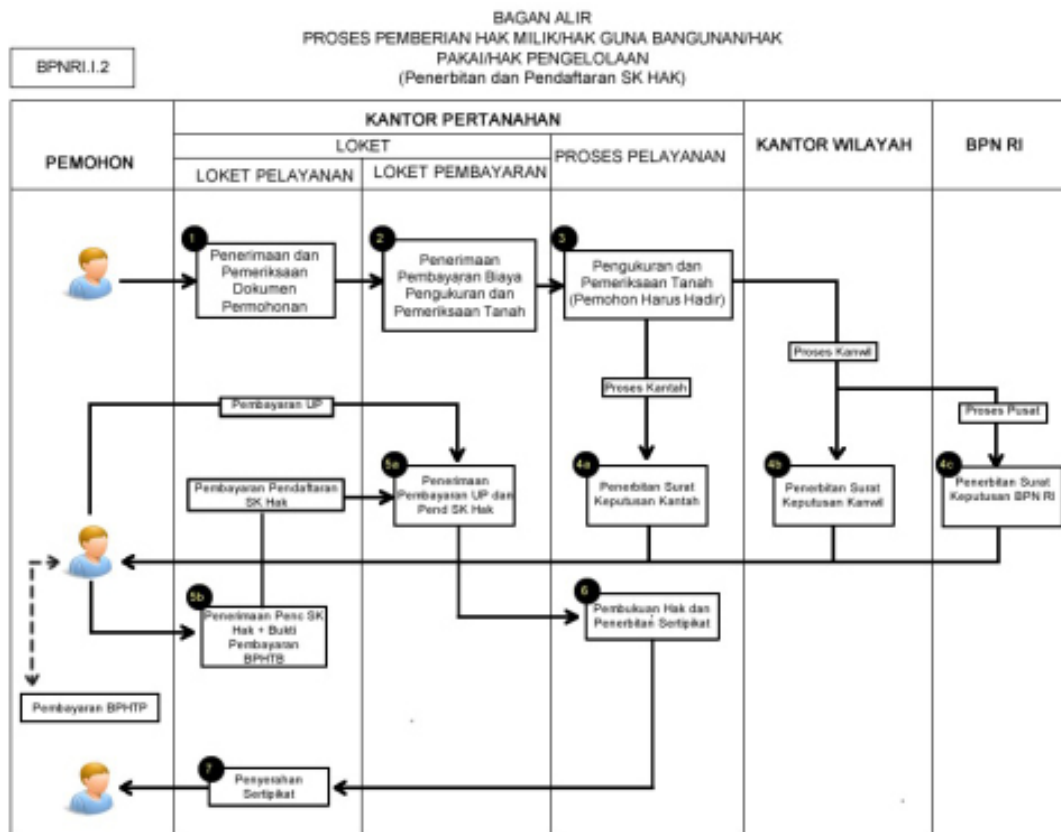 BAGAN ALIR
PROSES PEMBERIAN HAK MILIK/HAK GUNA BANGUNAN/HAK
PAKAI/HAK PENGELOLAAN
(Penerbitan dan Pendaftaran SK HAK)
BPNRI.I.2
PEMOHON
KANTOR PERTANAHAN
LOKET
LOKET PELAYANAN
LOKET PEMBAYARAN
PROSES PELAYANAN
KANTOR WILAYAH
BPN RI
1
Penerimaan dan
Pemeriksaan
Dokumen
Permohonan
2
Penerimaan
Pembayaran Biaya
Pengukuran dan
Pemeriksaan Tanah
3
Pengukuran dan
Pemeriksaan Tanah
(Pemohon Harus Hadir)
Proses Kanwil
Proses Kantah
Proses Pusat
Pembayaran UP
Pembayaran Pendaftaran
SK Hak
5a
Penerimaan
Pembayaran UP dan
Pend SK Hak
4a
Penerbitan Surat
Keputusan Kantah
4b
Penerbitan Surat
Keputusan Kanwil
4c
Penerbitan Surat
Keputusan BPN RI
5b
Penerimaan Penc SK
Hak + Bukti
Pembayaran
BPHTB
6
Pembukuan Hak dan
Penerbitan Sertipikat
Pembayaran BPHTP
7
Penyerahan
Sertipikat